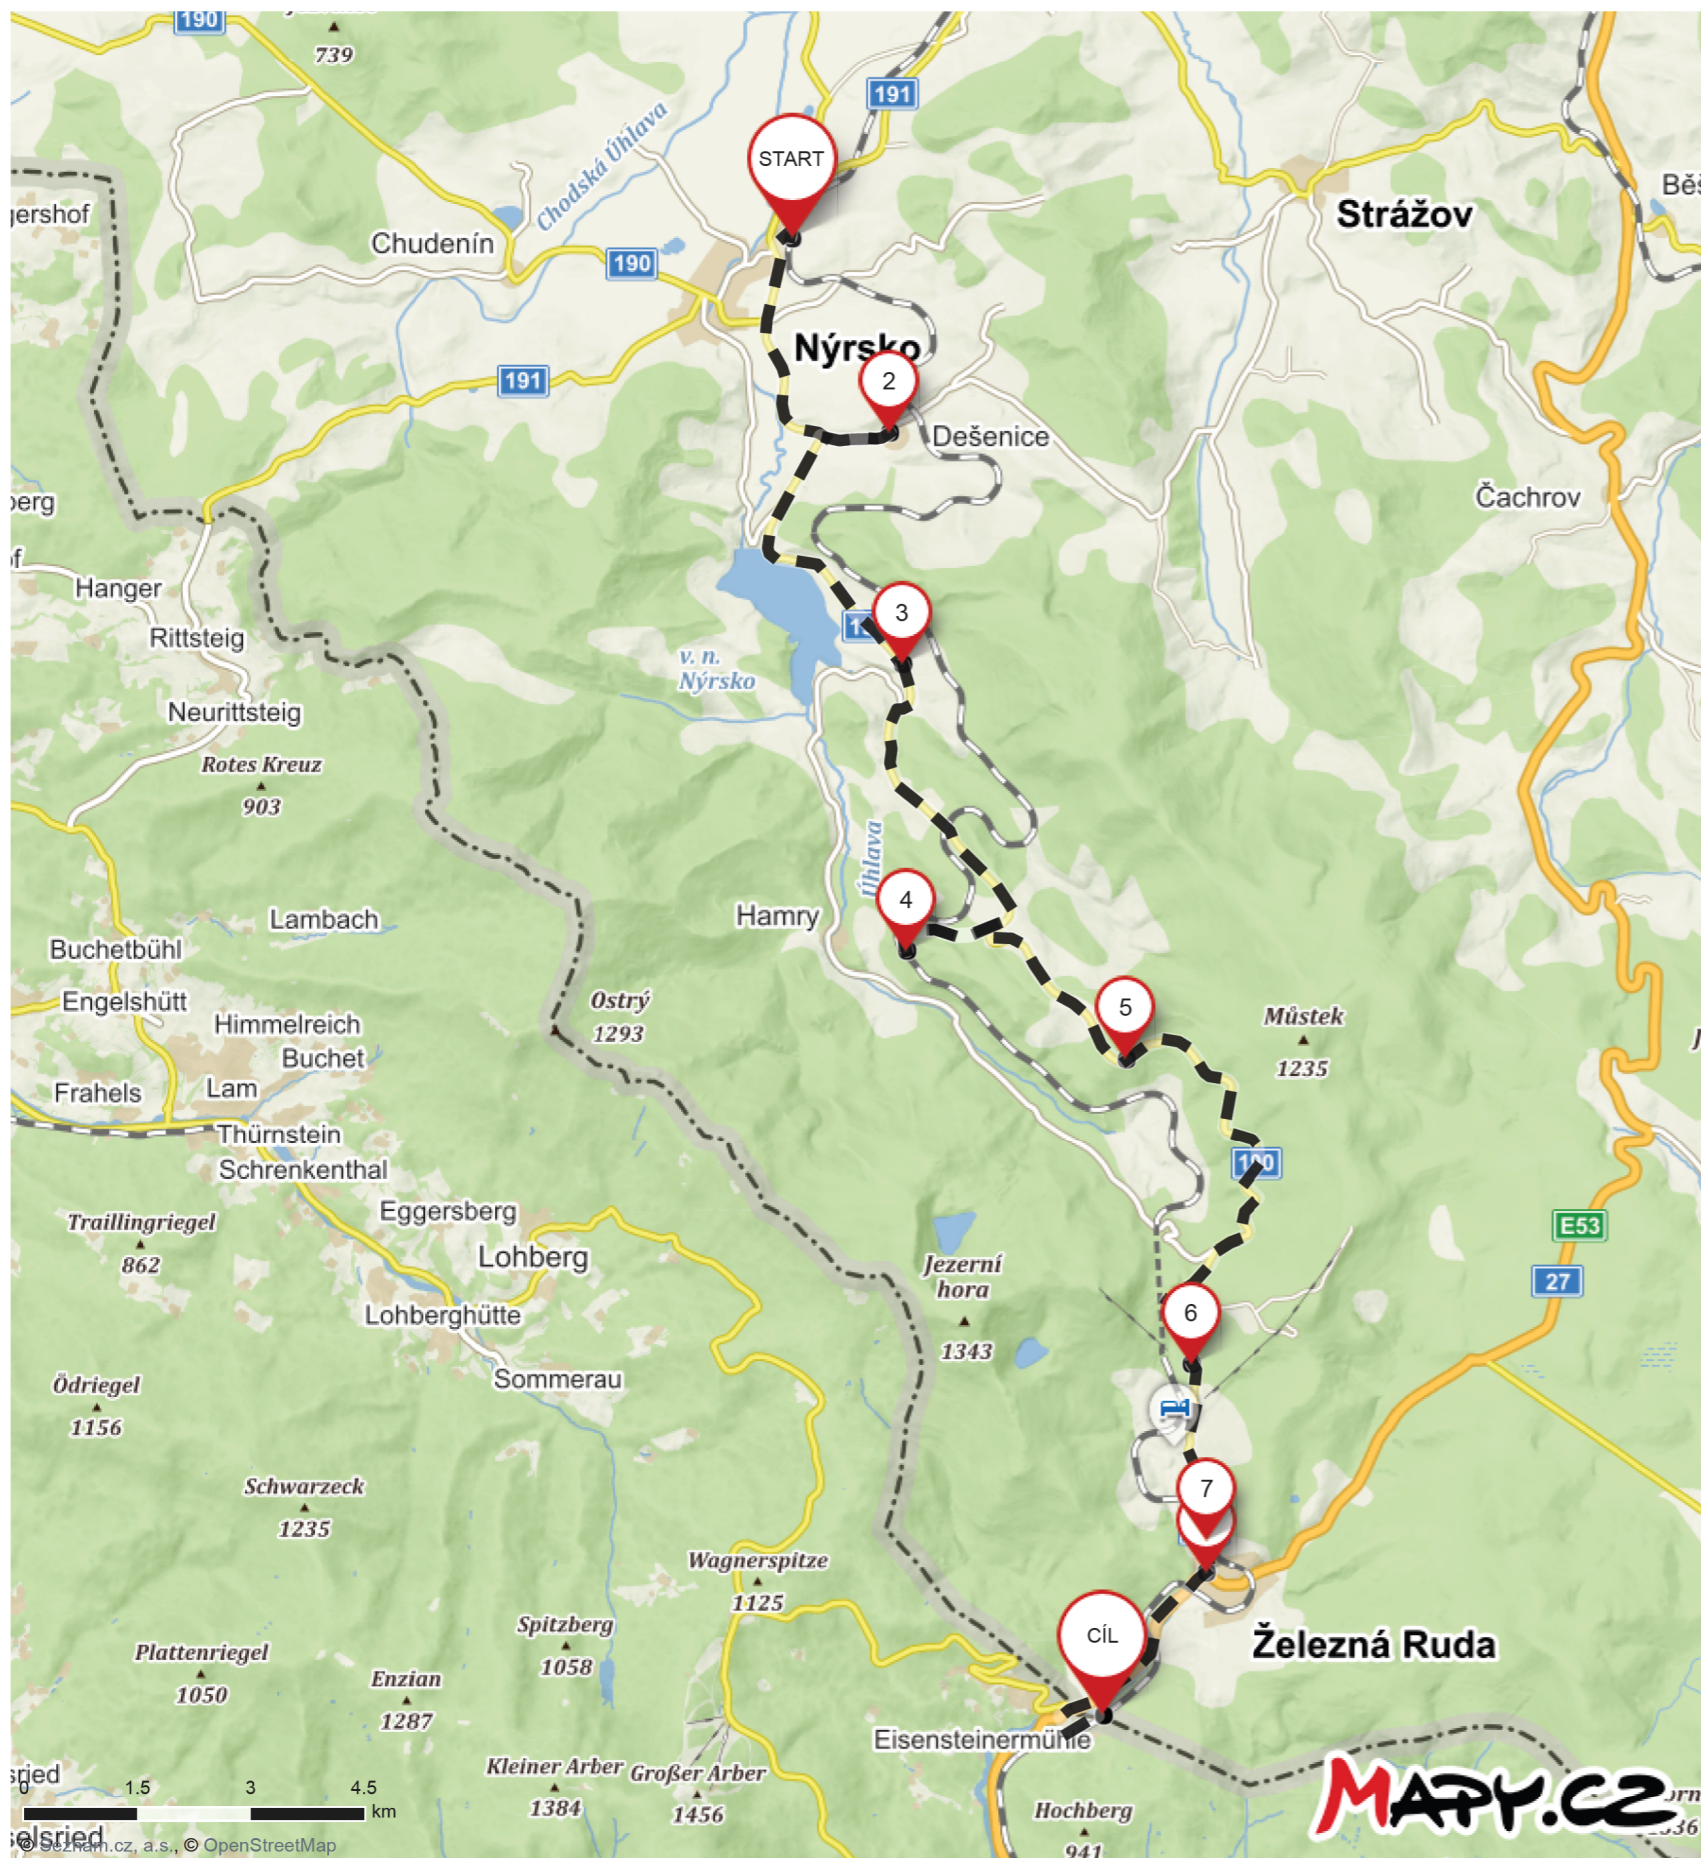 190
739
191
START
gershof
Chodská Úhlava
Chudenín
190
Strážov
Nýrsko
2
191
Dešenice
Čachrov
Hanger
3
Rittsteig
v. n.
Nýrsko
Neurittsteig
Rotes Kreuz
903
Úhlava
4
Hamry
Lambach
Buchetbühl
Engelshütt
Ostrý
1293
5
Můstek
1235
Himmelreich
Buchet
Frahels
Lam
Thürnstein
Schrenkenthal
190
Traillingriegel
862
Eggersberg
Lohberg
E53
27
Jezerní
hora
1343
Lohberghütte
6
Sommerau
Ödriegel
1156
Schwarzeck
1235
7
Wagnerspitze
1125
Spitzberg
1058
CÍL
Železná Ruda
Plattenriegel
1050
Enzian
1287
Eisensteinermühle
Kleiner Arber
1384
Großer Arber
1456
Hochberg
941
MAPY.CZ
0 1.5 3 4.5 km
© Seznam.cz, a.s., © OpenStreetMap